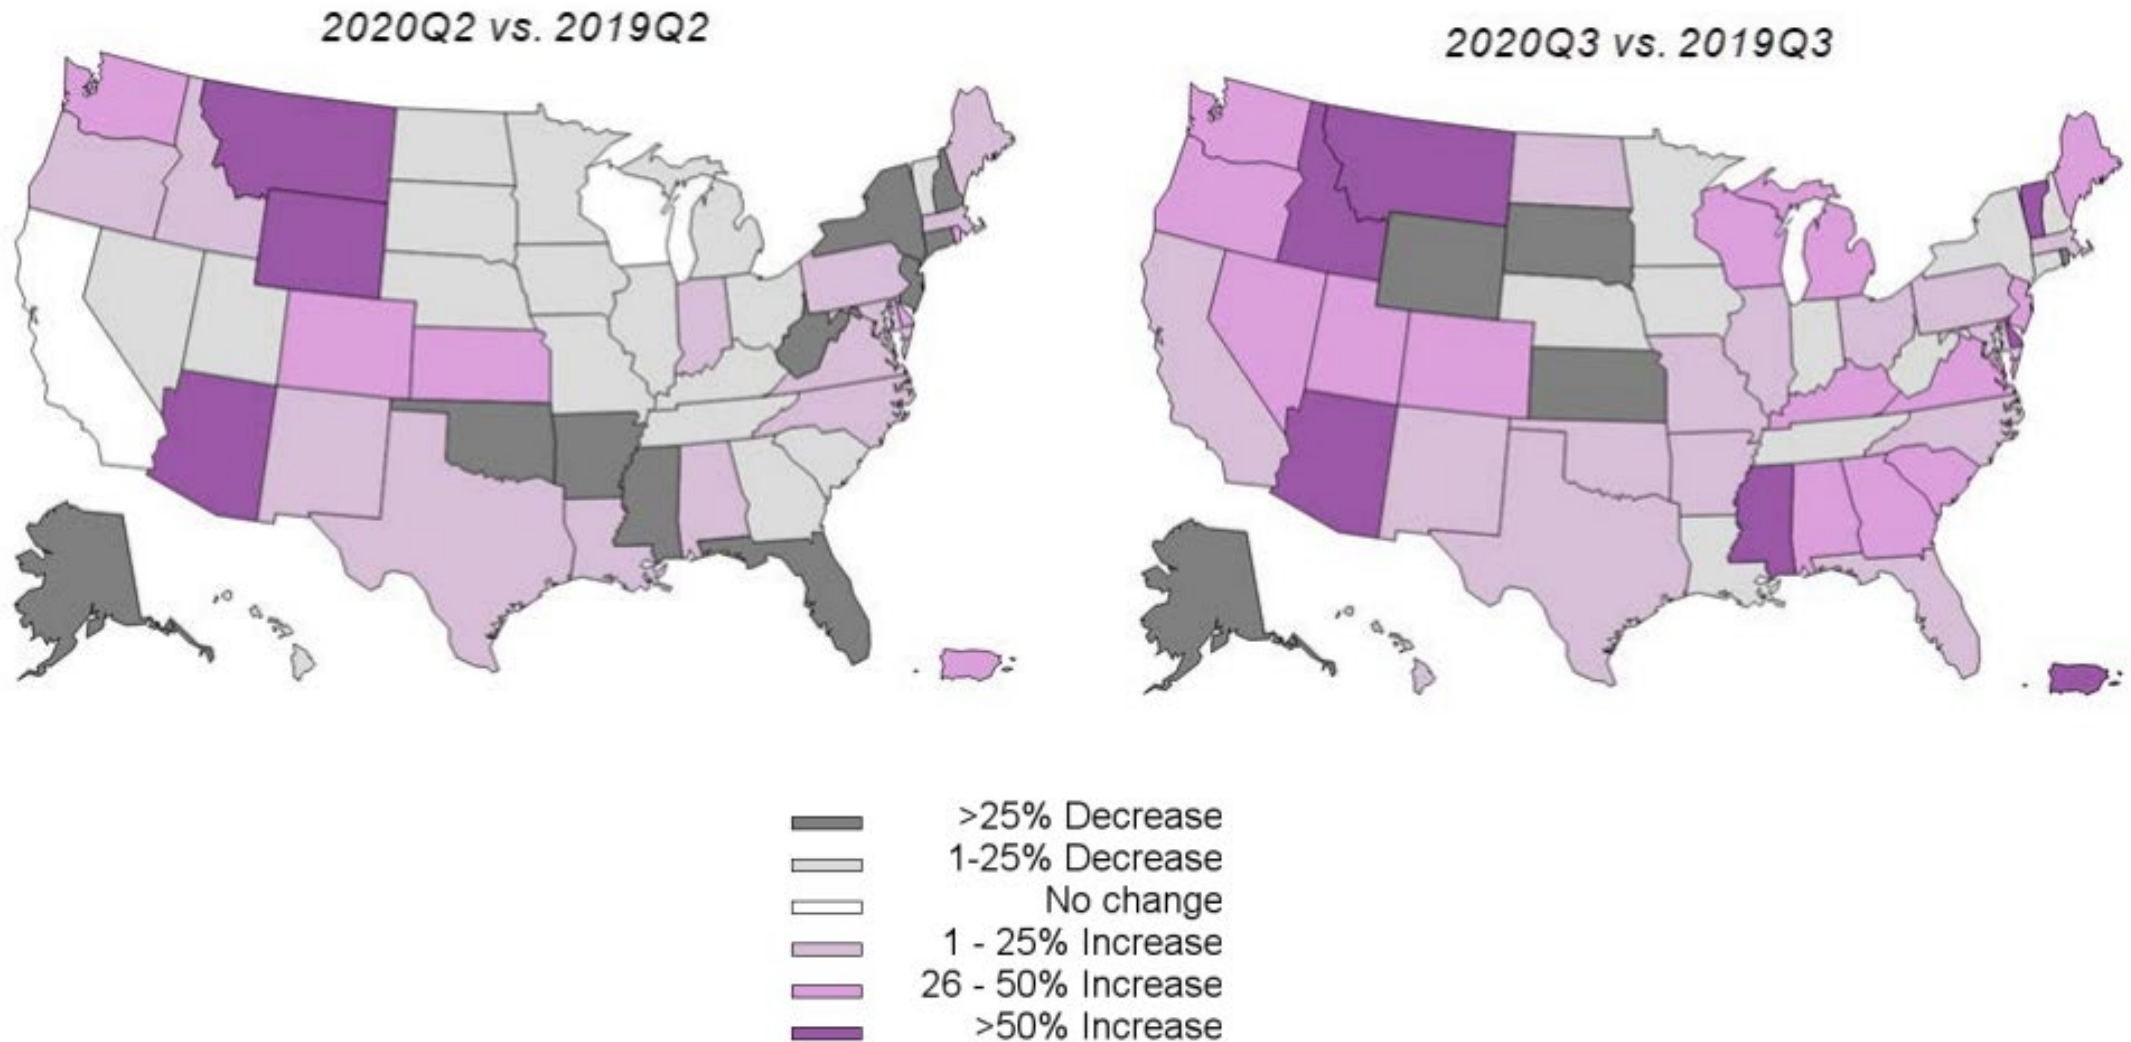 2020Q2 vs. 2019Q2
2020Q3 vs. 2019Q3
>25% Decrease
1-25% Decrease
No change
1 - 25% Increase
26 - 50% Increase
>50% Increase